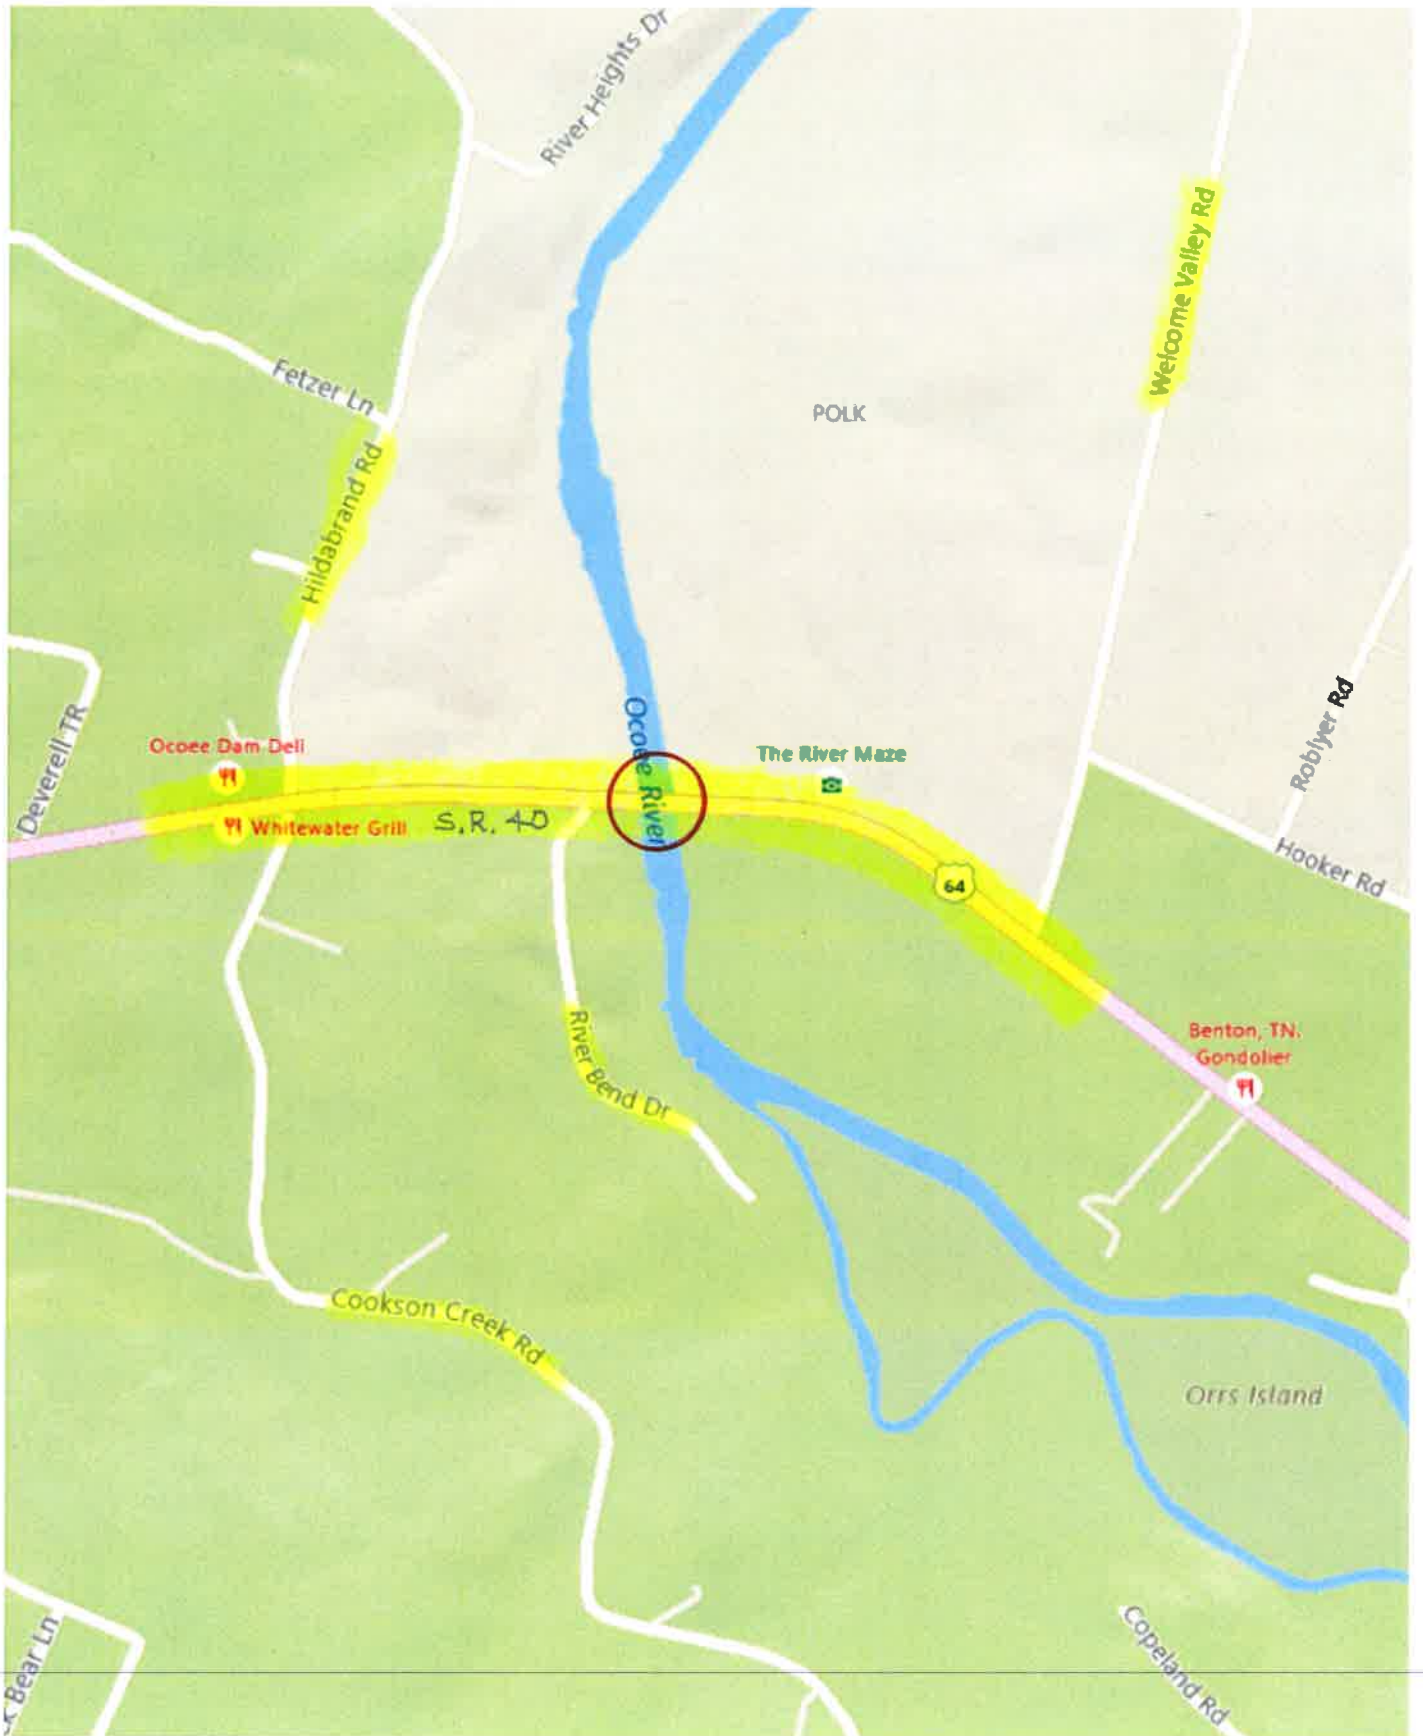 River Heights Dr
Welcome Valley Rd
Fetzer Ln
POLK
Hildabrand Rd
Roblyer Rd
Deverell TR
Ocoee River
Ocoee Dam Deli
The River Maze
Whitewater Grill
S.R. 40
64
Hooker Rd
River Bend Dr
Benton, TN.
Gondolier
Cookson Creek Rd
Orrs Island
Copeland Rd
Bear Ln